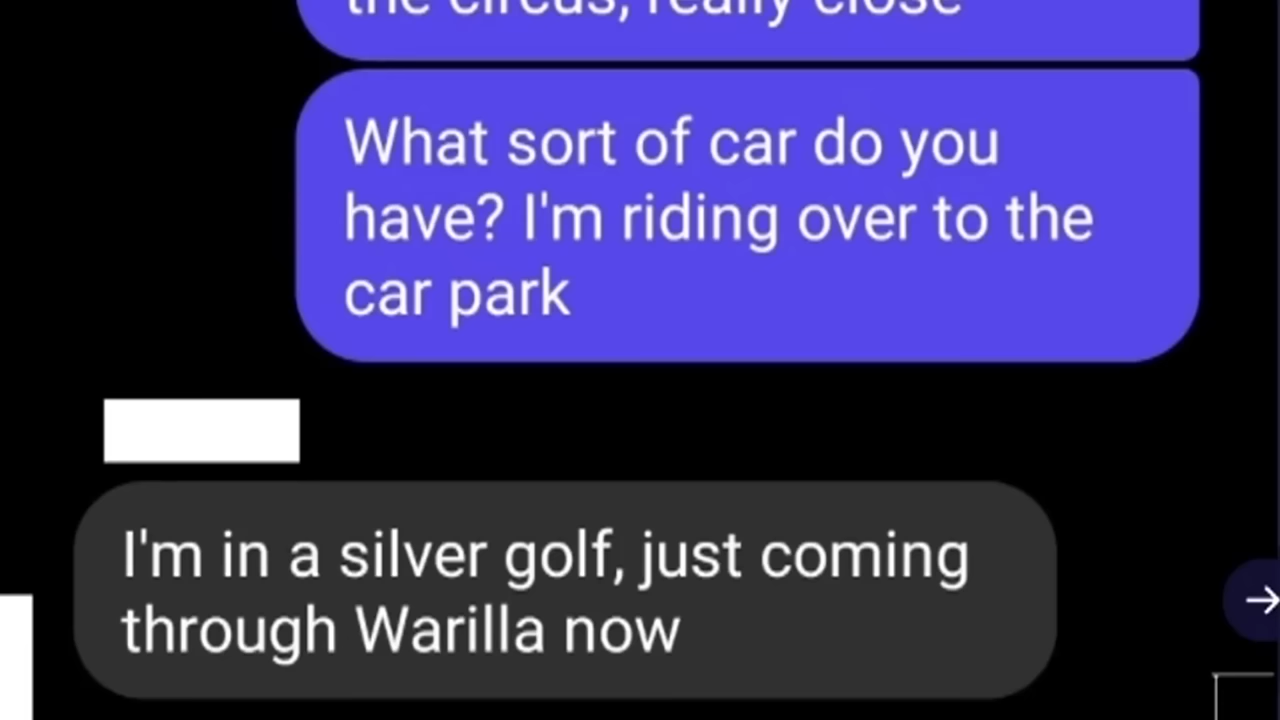 the circus, really close
What sort of car do you
have? I'm riding over to the
car park
I'm in a silver golf, just coming
through Warilla now